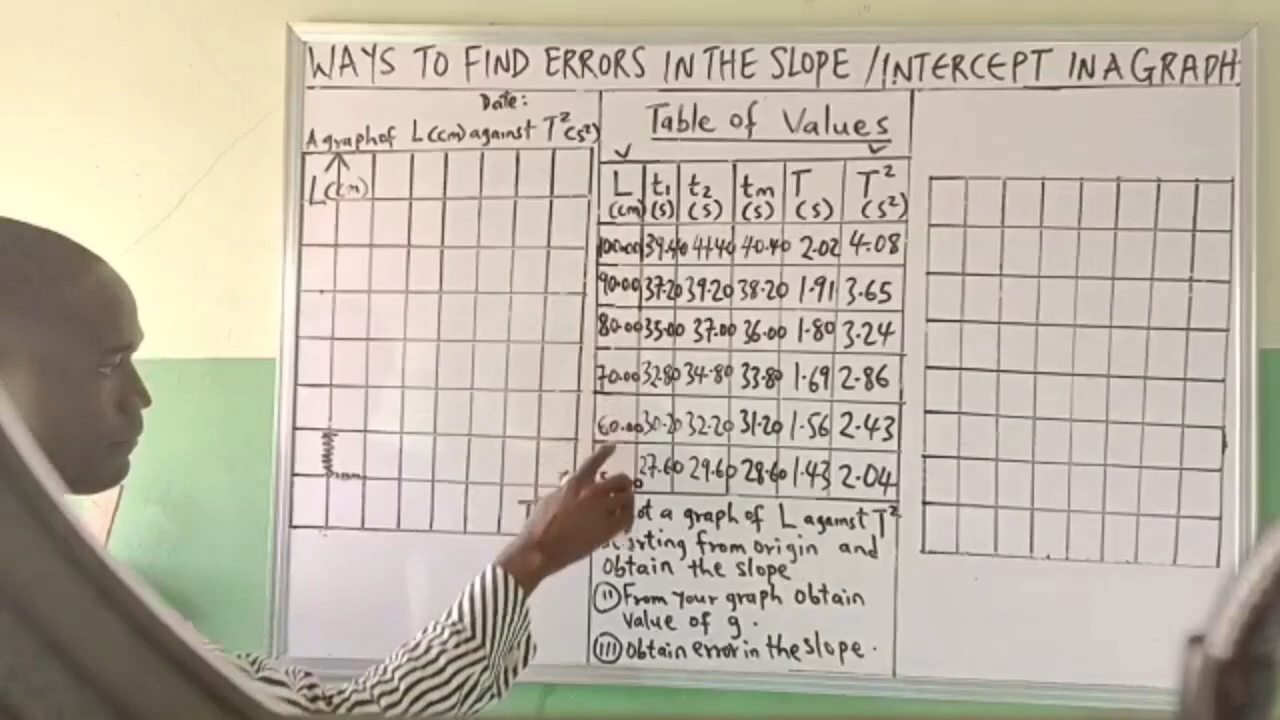 WAYS TO FIND ERRORS IN THE SLOPE / INTERCEPT IN A GRAPH
Date:
A graph of L(cm) against T²(s²)
L(cm)
T
Table of Values
L (cm) t₁ (s) t₂ (s) tm (s) T (s) T² (s²)
100.00 39.40 41.40 40.40 2.02 4.08
90.00 37.20 39.20 38.20 1.91 3.65
80.00 35.00 37.00 36.00 1.80 3.24
70.00 32.80 34.80 33.80 1.69 2.86
60.00 30.20 32.20 31.20 1.56 2.43
27.60 29.60 28.60 1.43 2.04
a graph of L against T²
from origin and
obtain the slope
(ii) From your graph obtain
value of g.
(iii) Obtain error in the slope.